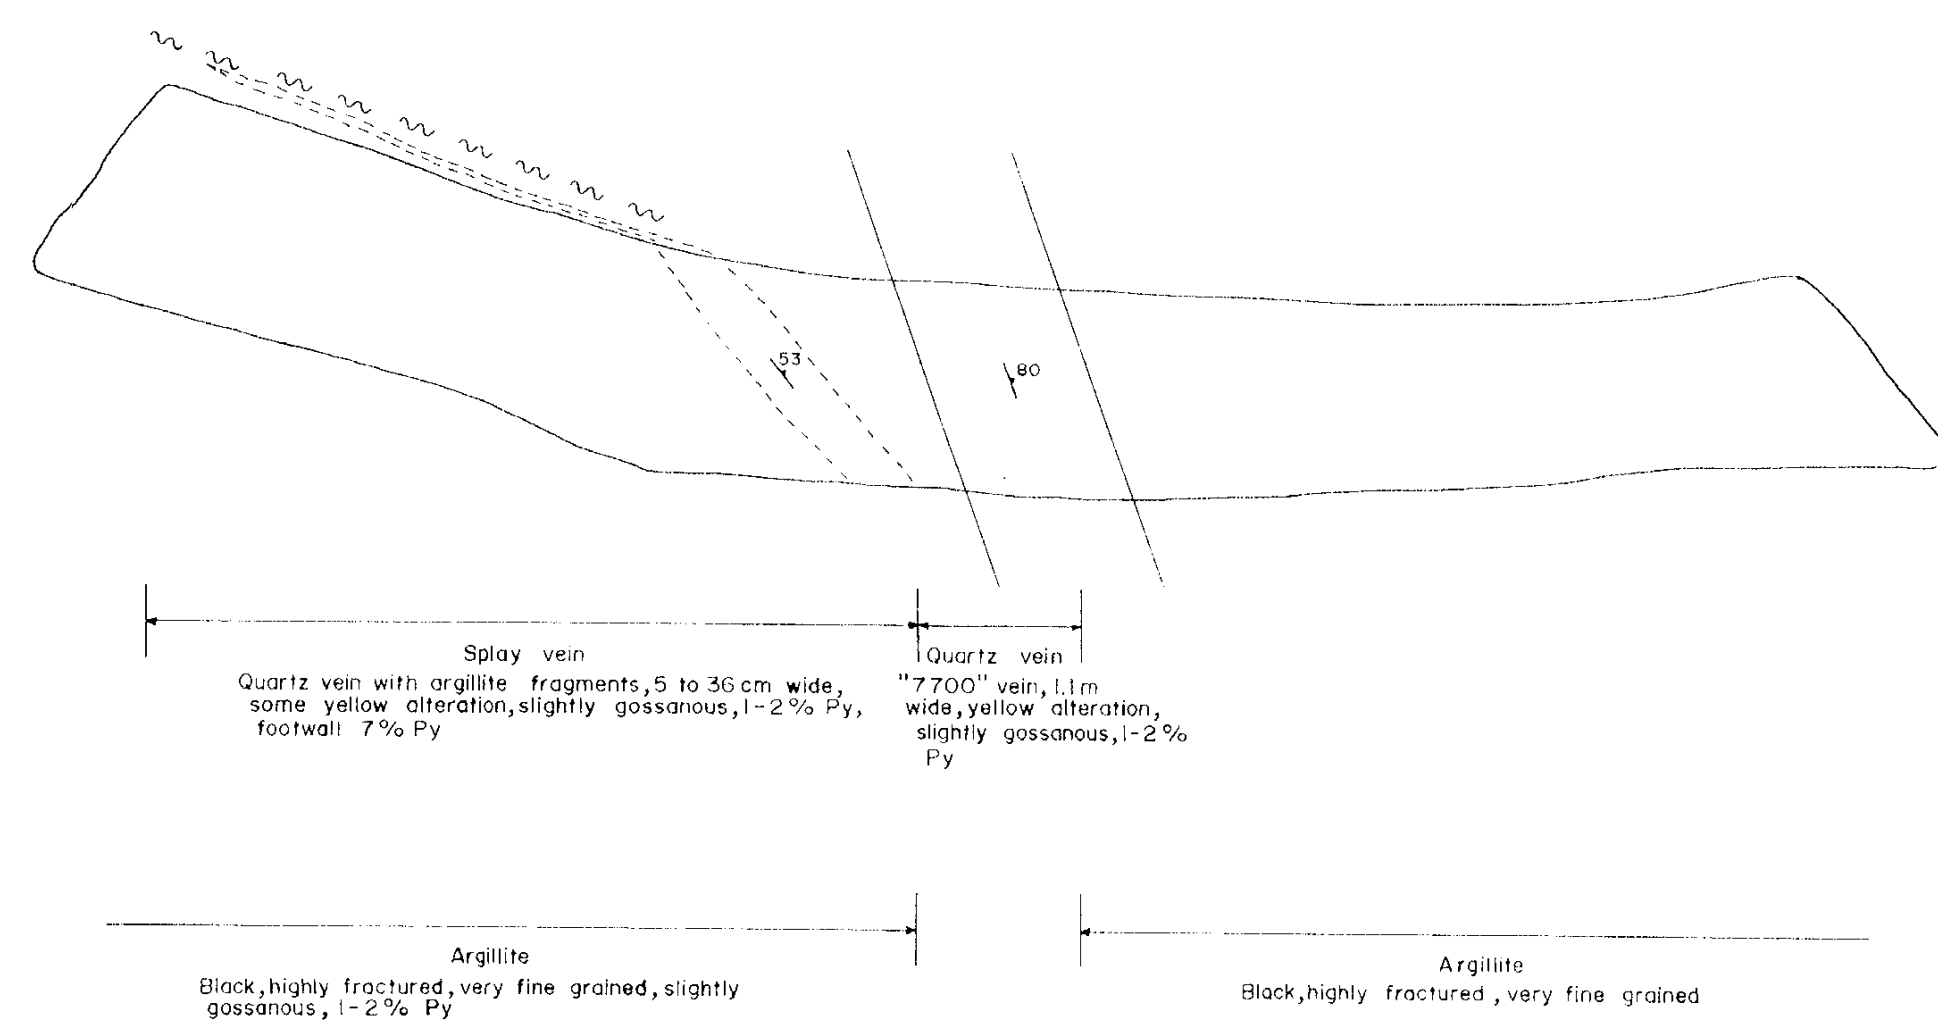 53
80
Splay vein
Quartz vein with argillite fragments, 5 to 36 cm wide,
some yellow alteration, slightly gossanous, 1-2% Py,
footwall 7% Py
Quartz vein
"7700" vein, 1.1m
wide, yellow alteration,
slightly gossanous, 1-2%
Py
Argillite
Black, highly fractured, very fine grained, slightly
gossanous, 1-2% Py
Argillite
Black, highly fractured, very fine grained